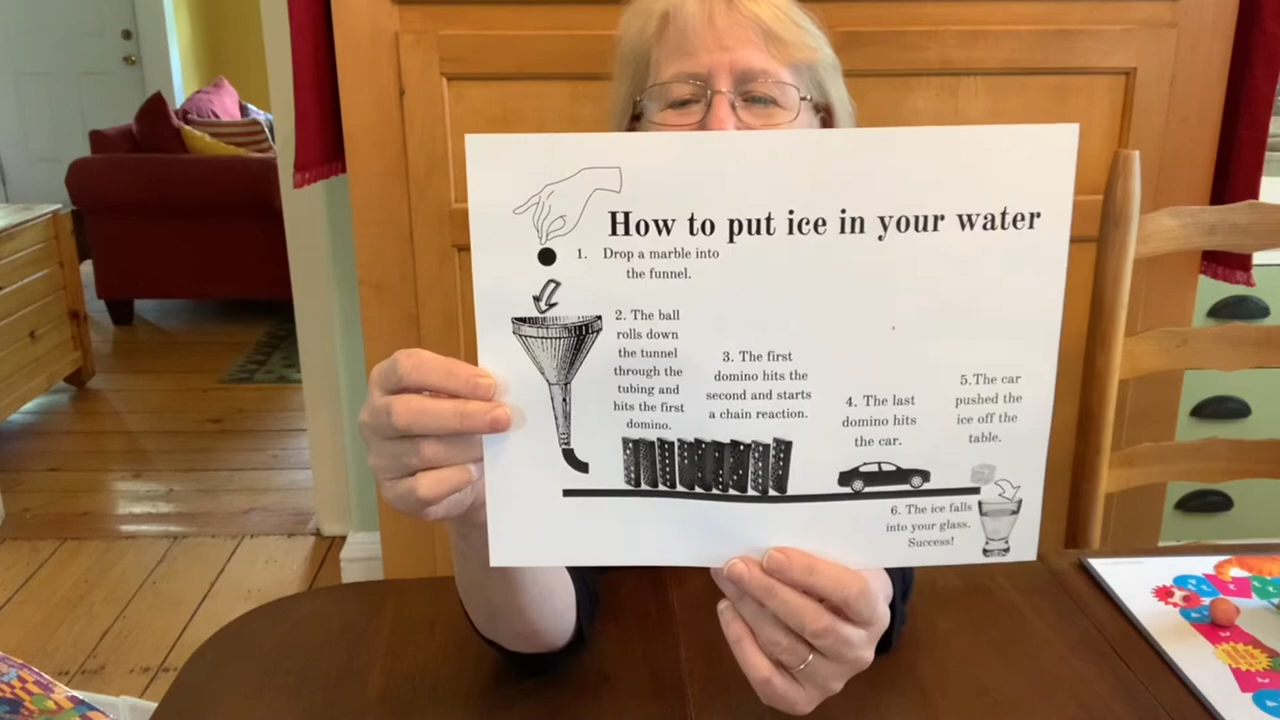 How to put ice in your water
1. Drop a marble into
the funnel.
2. The ball
rolls down
the tunnel
through the
tubing and
hits the first
domino.
3. The first
domino hits the
second and starts
a chain reaction.
4. The last
domino hits
the car.
5.The car
pushed the
ice off the
table.
6. The ice falls
into your glass.
Success!